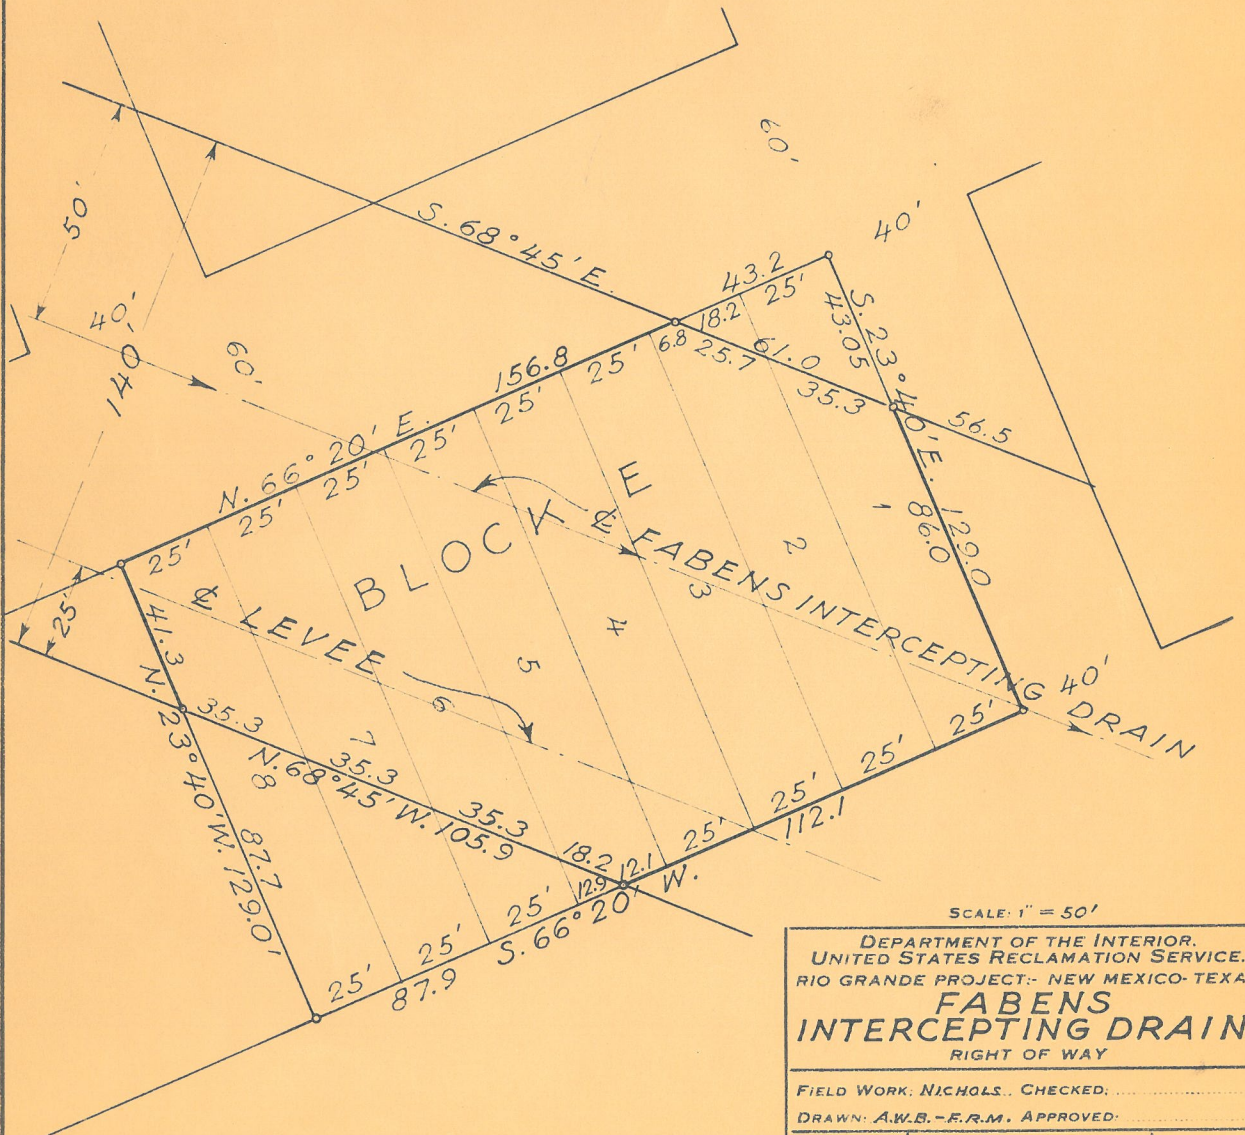 60'
50'
S. 68° 45' E.
40'
43.2
25'
18.2
40'
140'
60'
156.8
25'
6.8
25.7
61.0
35.3
43.05
S. 23° 40' E. 129.0
56.5
N. 66° 20' E.
25'
25'
25'
25'
25'
86.0
BLOCK E
1
2
3
4
5
6
7
8
℄ FABENS INTERCEPTING DRAIN
25'
25'
41.3
℄ LEVEE
N. 23° 40' W. 129.0'
35.3
35.3
35.3
18.2
N. 68° 45' W. 105.9
87.7
40'
25'
25'
25'
112.1
25'
12.1
12.9
25'
25'
25'
S. 66° 20' W.
87.9
SCALE: 1" = 50'
DEPARTMENT OF THE INTERIOR.
UNITED STATES RECLAMATION SERVICE.
RIO GRANDE PROJECT:- NEW MEXICO-TEXA
FABENS
INTERCEPTING DRAIN
RIGHT OF WAY
FIELD WORK: NICHOLS.. CHECKED:
DRAWN: A.W.B.-F.R.M. APPROVED: